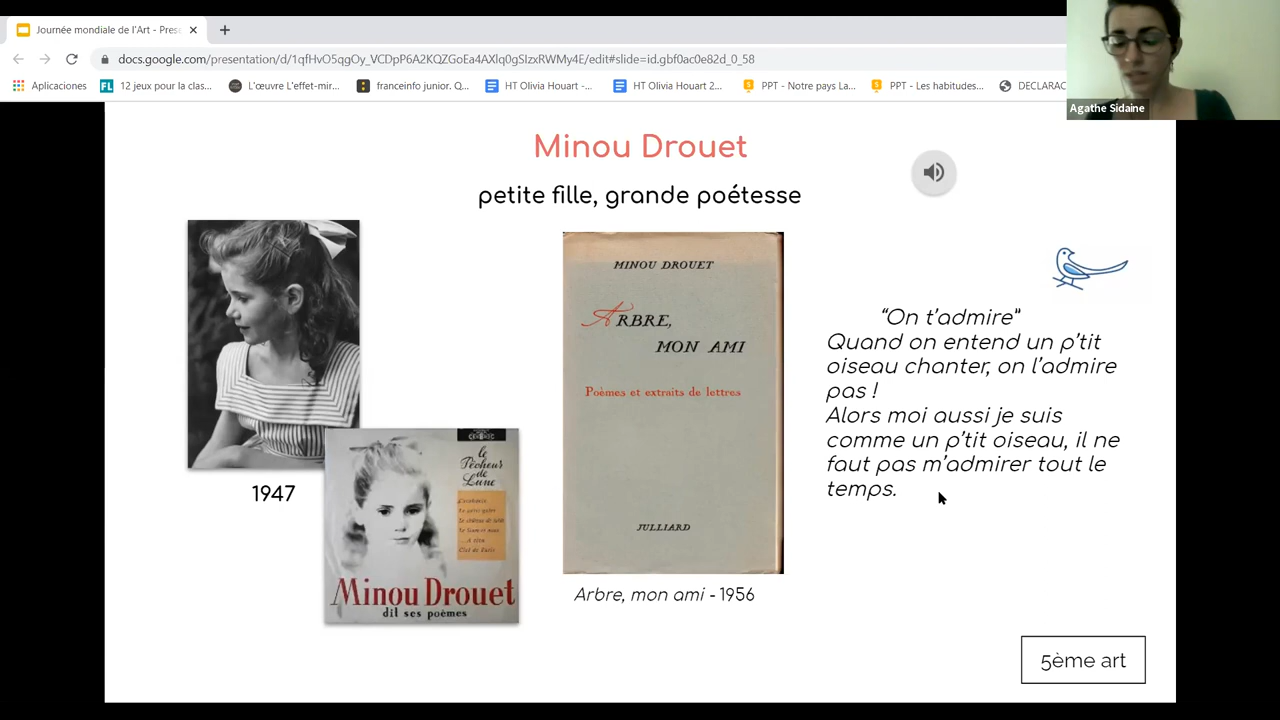 Journée mondiale de l'Art - Pres
docs.google.com/presentation/d/1qfHvO5qgOy_VCDpP6A2KQZGoEa4AXlq0gSIzxRWMy4E/edit#slide=id.gbf0ac0e82d_0_58
Aplicaciones
12 jeux pour la clas...
L'œuvre L'effet-mir...
franceinfo junior. Q...
HT Olivia Houart -...
HT Olivia Houart 2...
PPT - Notre pays La...
PPT - Les habitudes...
DECLARAC
Agathe Sidaine
Minou Drouet
petite fille, grande poétesse
1947
le
Pêcheur
de
Lune
Minou Drouet
dit ses poèmes
MINOU DROUET
ARBRE,
MON AMI
Poèmes et extraits de lettres
JULLIARD
Arbre, mon ami - 1956
“On t’admire”
Quand on entend un p’tit
oiseau chanter, on l’admire
pas !
Alors moi aussi je suis
comme un p’tit oiseau, il ne
faut pas m’admirer tout le
temps.
5ème art